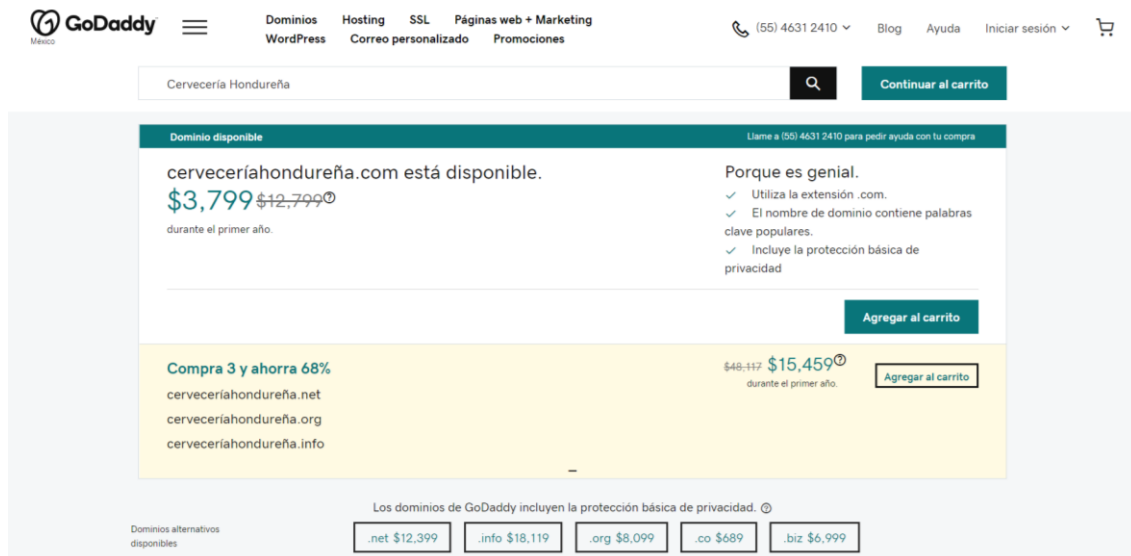 GoDaddy
México
Dominios Hosting SSL Páginas web + Marketing
WordPress Correo personalizado Promociones
(55) 4631 2410
Blog Ayuda Iniciar sesión
Cervecería Hondureña
Continuar al carrito
Dominio disponible
Llame a (55) 4631 2410 para pedir ayuda con tu compra
cerveceríahondureña.com está disponible.
$3,799 $12,799
durante el primer año.
Porque es genial.
Utiliza la extensión .com.
El nombre de dominio contiene palabras
clave populares.
Incluye la protección básica de
privacidad
Agregar al carrito
Compra 3 y ahorra 68%
cerveceríahondureña.net
cerveceríahondureña.org
cerveceríahondureña.info
$48,117 $15,459
durante el primer año.
Agregar al carrito
Los dominios de GoDaddy incluyen la protección básica de privacidad.
Dominios alternativos
disponibles
.net $12,399 .info $18,119 .org $8,099 .co $689 .biz $6,999